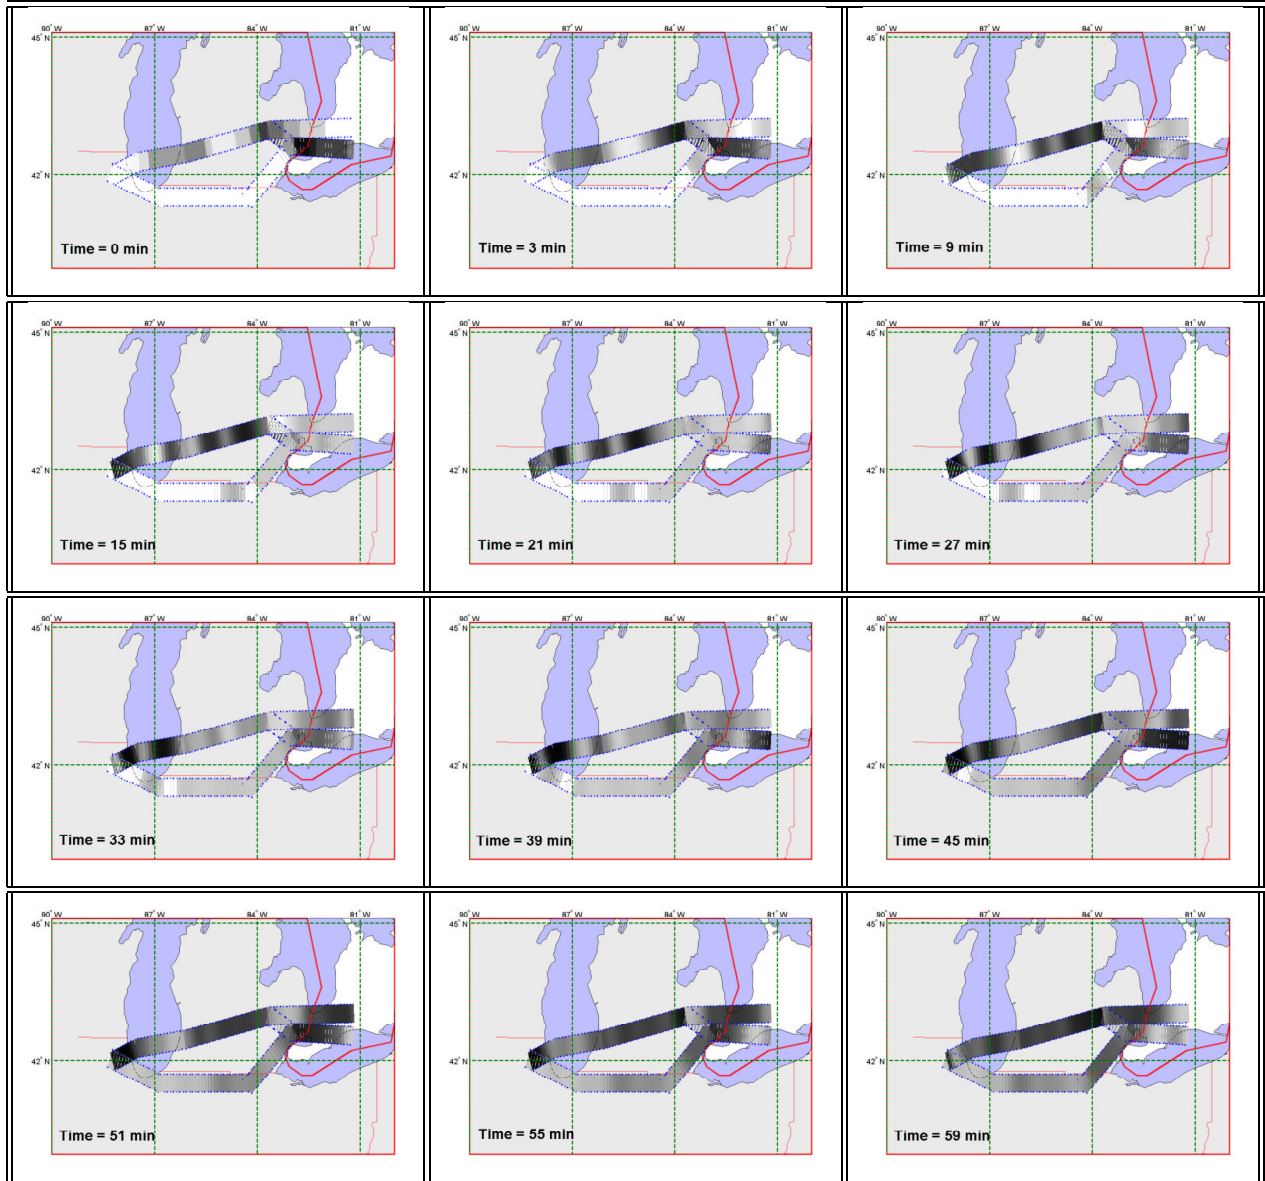 90° W 87° W 84° W 81° W
45° N
42° N
Time = 0 min
90° W 87° W 84° W 81° W
45° N
42° N
Time = 3 min
90° W 87° W 84° W 81° W
45° N
42° N
Time = 9 min
90° W 87° W 84° W 81° W
45° N
42° N
Time = 15 min
90° W 87° W 84° W 81° W
45° N
42° N
Time = 21 min
90° W 87° W 84° W 81° W
45° N
42° N
Time = 27 min
90° W 87° W 84° W 81° W
45° N
42° N
Time = 33 min
90° W 87° W 84° W 81° W
45° N
42° N
Time = 39 min
90° W 87° W 84° W 81° W
45° N
42° N
Time = 45 min
90° W 87° W 84° W 81° W
45° N
42° N
Time = 51 min
90° W 87° W 84° W 81° W
45° N
42° N
Time = 55 min
90° W 87° W 84° W 81° W
45° N
42° N
Time = 59 min